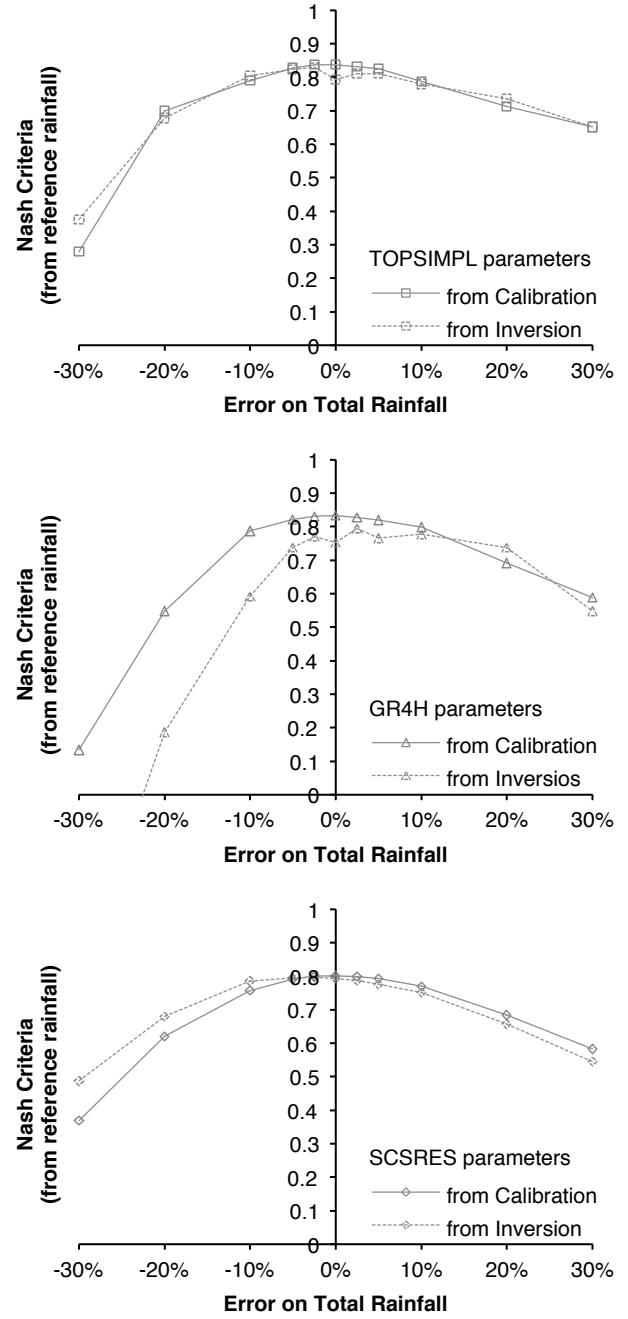 1
0.9
0.8
0.7
0.6
0.5
0.4
0.3
0.2
0.1
0
Nash Criteria
(from reference rainfall)
TOPSIMPL parameters
from Calibration
from Inversion
-30% -20% -10% 0% 10% 20% 30%
Error on Total Rainfall
1
0.9
0.8
0.7
0.6
0.5
0.4
0.3
0.2
0.1
0
Nash Criteria
(from reference rainfall)
GR4H parameters
from Calibration
from Inversios
-30% -20% -10% 0% 10% 20% 30%
Error on Total Rainfall
1
0.9
0.8
0.7
0.6
0.5
0.4
0.3
0.2
0.1
0
Nash Criteria
(from reference rainfall)
SCSRES parameters
from Calibration
from Inversion
-30% -20% -10% 0% 10% 20% 30%
Error on Total Rainfall